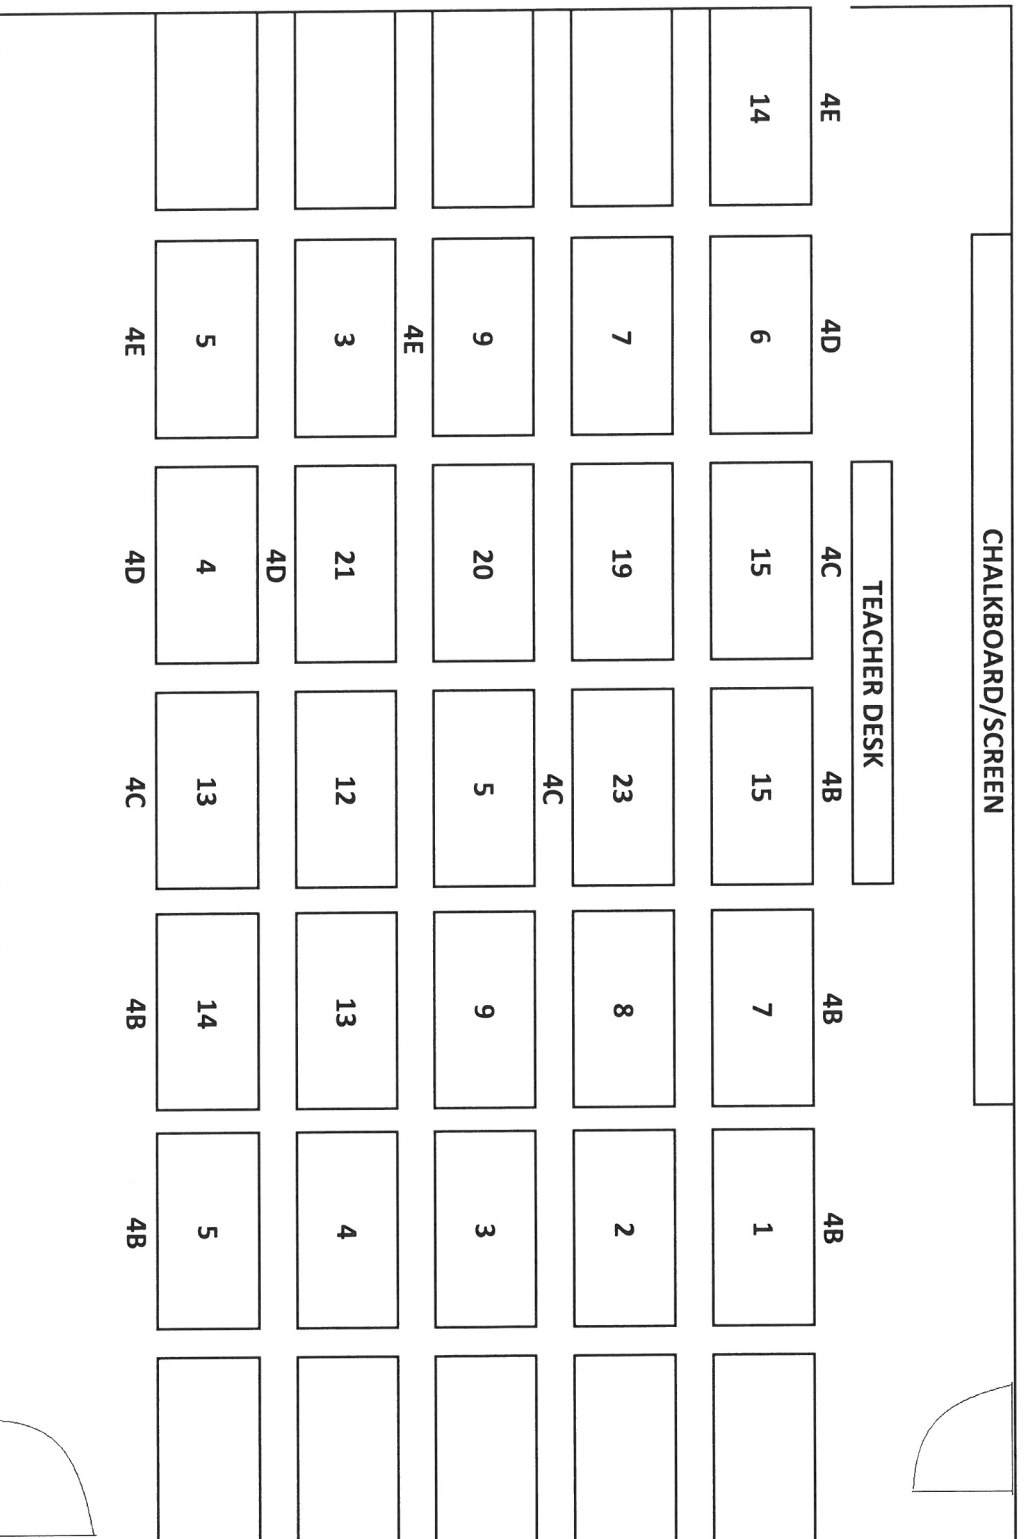 CHALKBOARD/SCREEN
TEACHER DESK
4E 4D 4C 4B 4B 4B
14 6 15 15 7 1
7 19 23 8 2
4C
9 20 5 9 3
4E
3 21 12 13 4
4D
5 4 13 14 5
4E 4D 4C 4B 4B